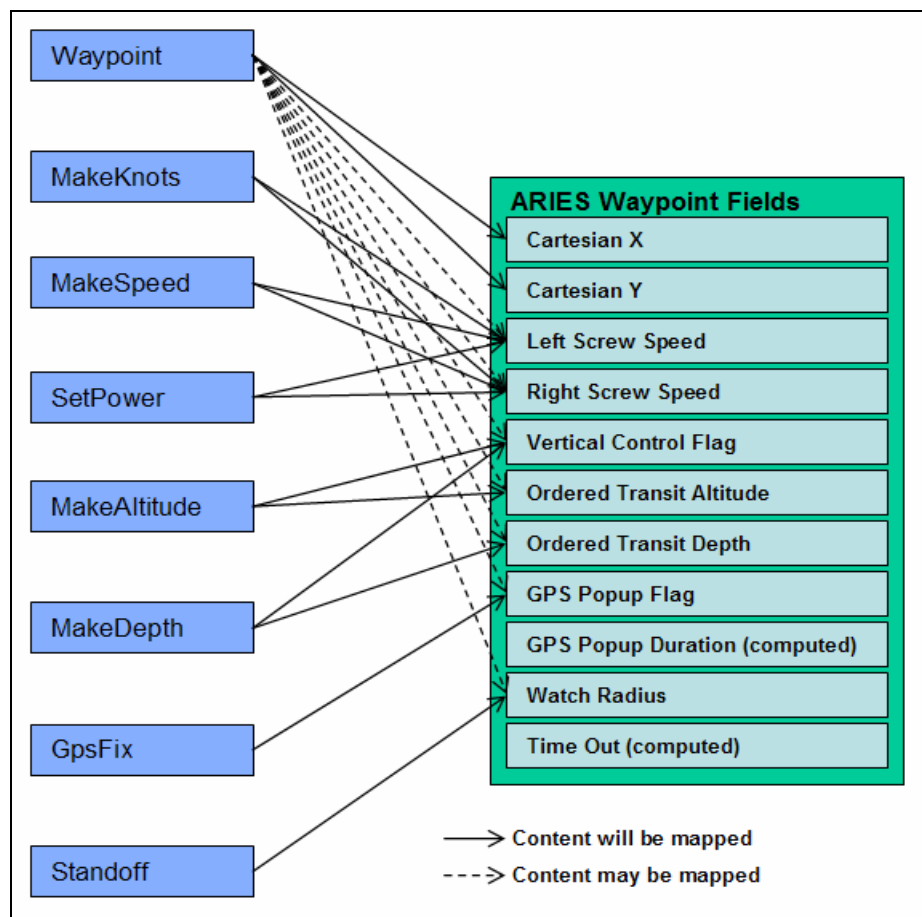 Waypoint
MakeKnots
MakeSpeed
SetPower
MakeAltitude
MakeDepth
GpsFix
Standoff
ARIES Waypoint Fields
Cartesian X
Cartesian Y
Left Screw Speed
Right Screw Speed
Vertical Control Flag
Ordered Transit Altitude
Ordered Transit Depth
GPS Popup Flag
GPS Popup Duration (computed)
Watch Radius
Time Out (computed)
Content will be mapped
Content may be mapped